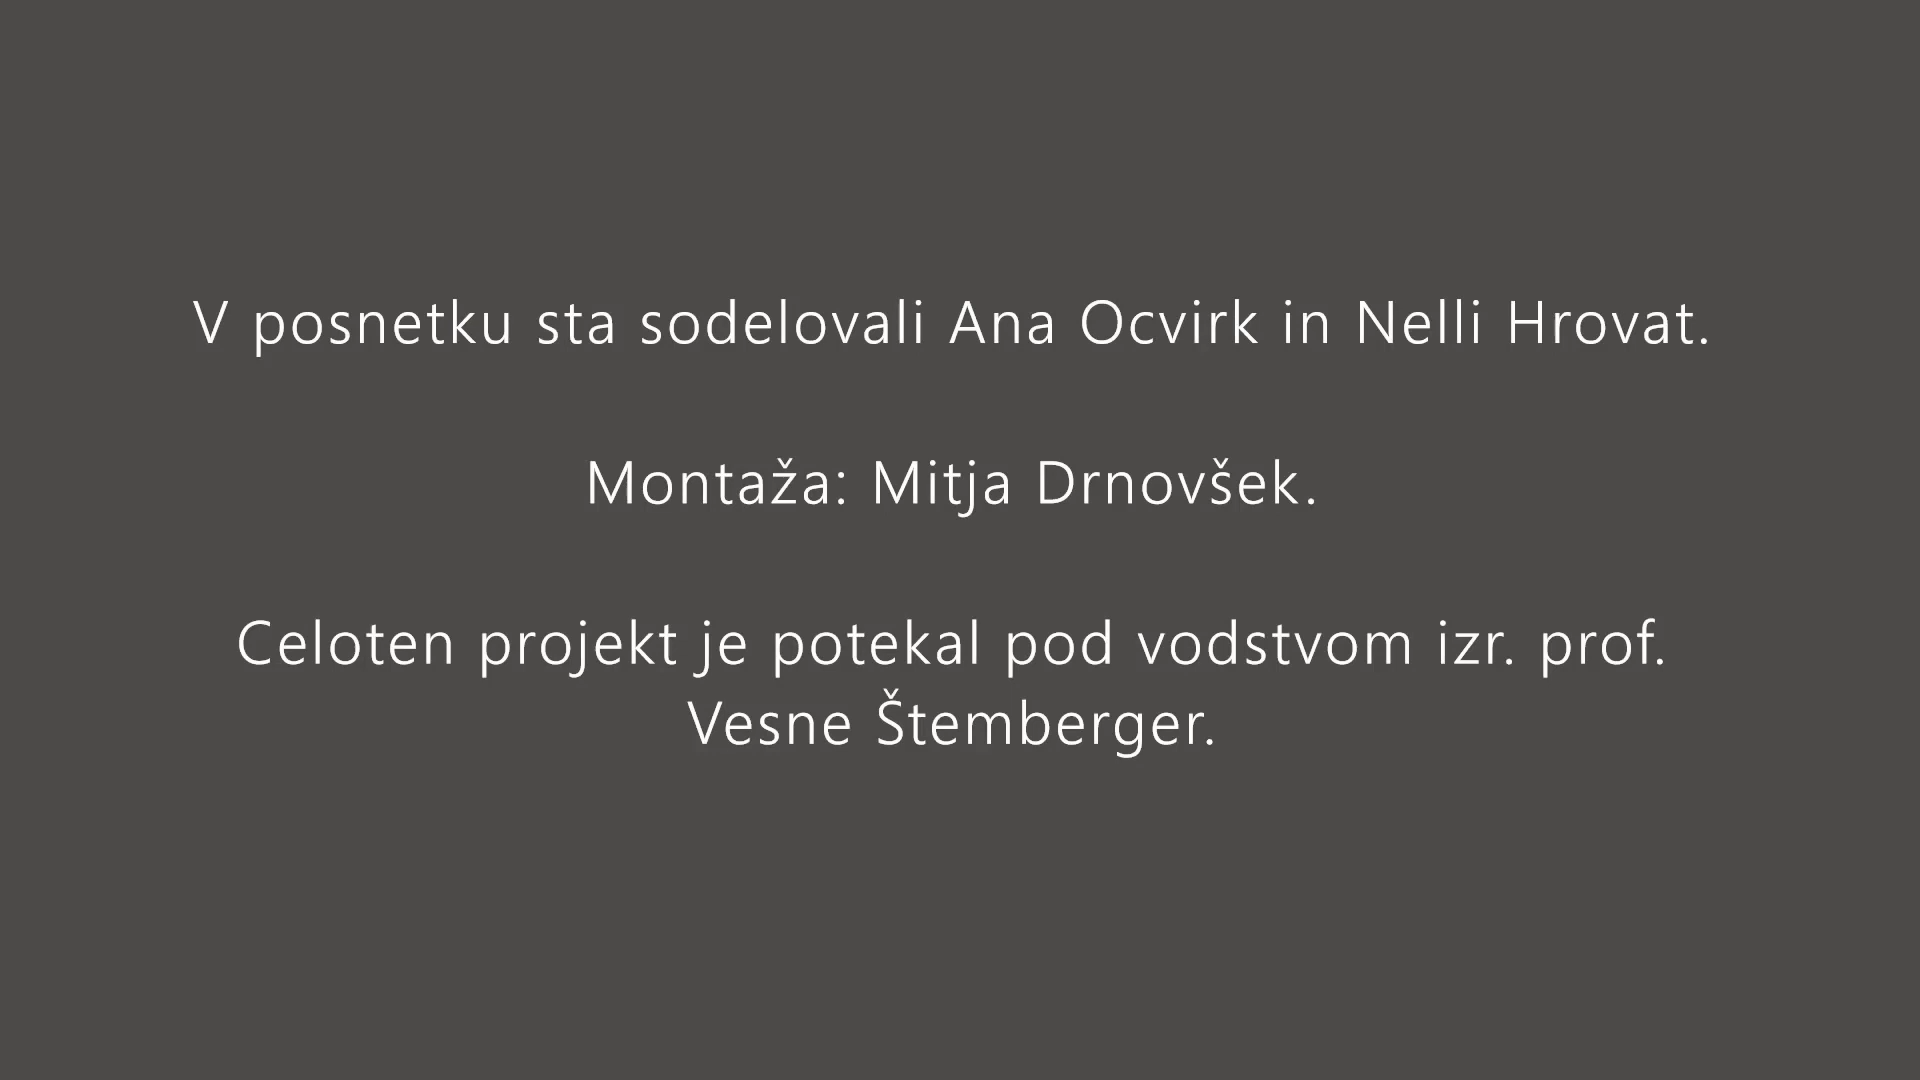 V posnetku sta sodelovali Ana Ocvirk in Nelli Hrovat.
Montaža: Mitja Drnovšek.
Celoten projekt je potekal pod vodstvom izr. prof.
Vesne Štemberger.